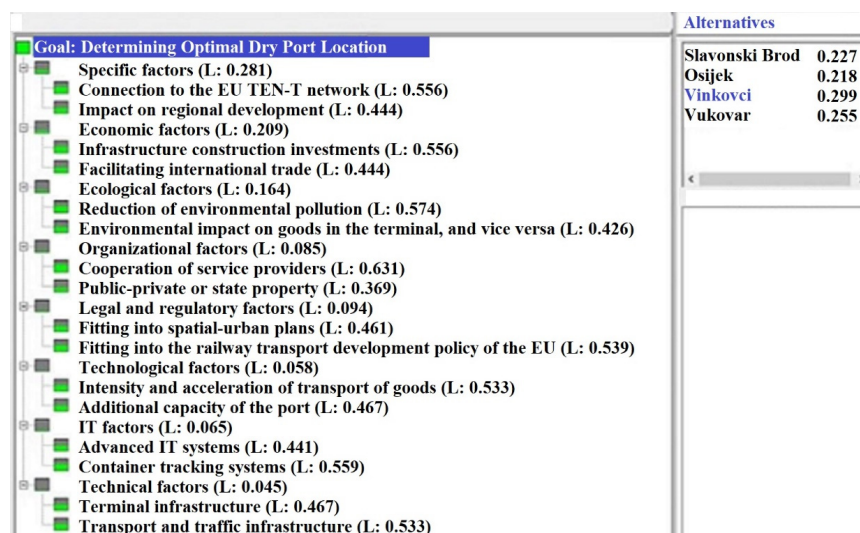 Goal: Determining Optimal Dry Port Location
Specific factors (L: 0.281)
Connection to the EU TEN-T network (L: 0.556)
Impact on regional development (L: 0.444)
Economic factors (L: 0.209)
Infrastructure construction investments (L: 0.556)
Facilitating international trade (L: 0.444)
Ecological factors (L: 0.164)
Reduction of environmental pollution (L: 0.574)
Environmental impact on goods in the terminal, and vice versa (L: 0.426)
Organizational factors (L: 0.085)
Cooperation of service providers (L: 0.631)
Public-private or state property (L: 0.369)
Legal and regulatory factors (L: 0.094)
Fitting into spatial-urban plans (L: 0.461)
Fitting into the railway transport development policy of the EU (L: 0.539)
Technological factors (L: 0.058)
Intensity and acceleration of transport of goods (L: 0.533)
Additional capacity of the port (L: 0.467)
IT factors (L: 0.065)
Advanced IT systems (L: 0.441)
Container tracking systems (L: 0.559)
Technical factors (L: 0.045)
Terminal infrastructure (L: 0.467)
Transport and traffic infrastructure (L: 0.533)
Alternatives
Slavonski Brod 0.227
Osijek 0.218
Vinkovci 0.299
Vukovar 0.255